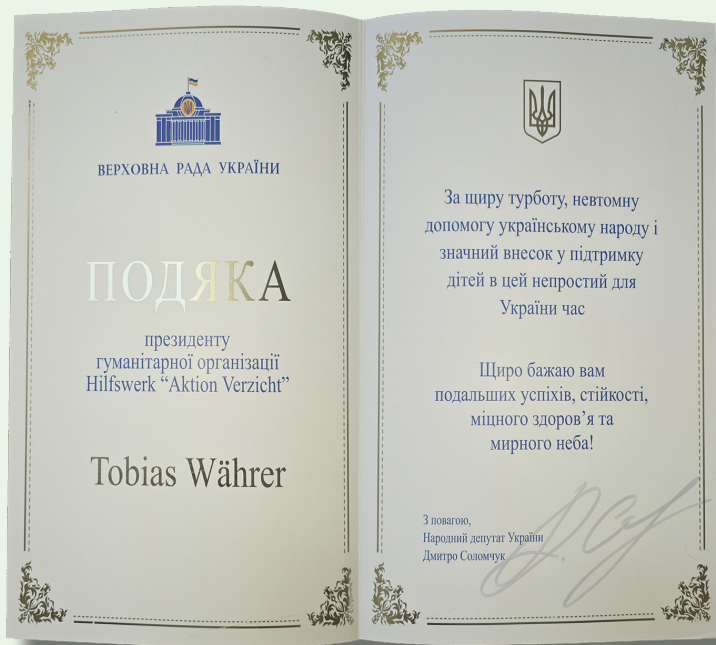 ВЕРХОВНА РАДА УКРАЇНИ
ПОДЯКА
президенту
гуманітарної організації
Hilfswerk “Aktion Verzicht”
Tobias Währer
За щиру турботу, невтомну
допомогу українському народу і
значний внесок у підтримку
дітей в цей непростий для
України час
Щиро бажаю вам
подальших успіхів, стійкості,
міцного здоров’я та
мирного неба!
З повагою,
Народний депутат України
Дмитро Соломчук